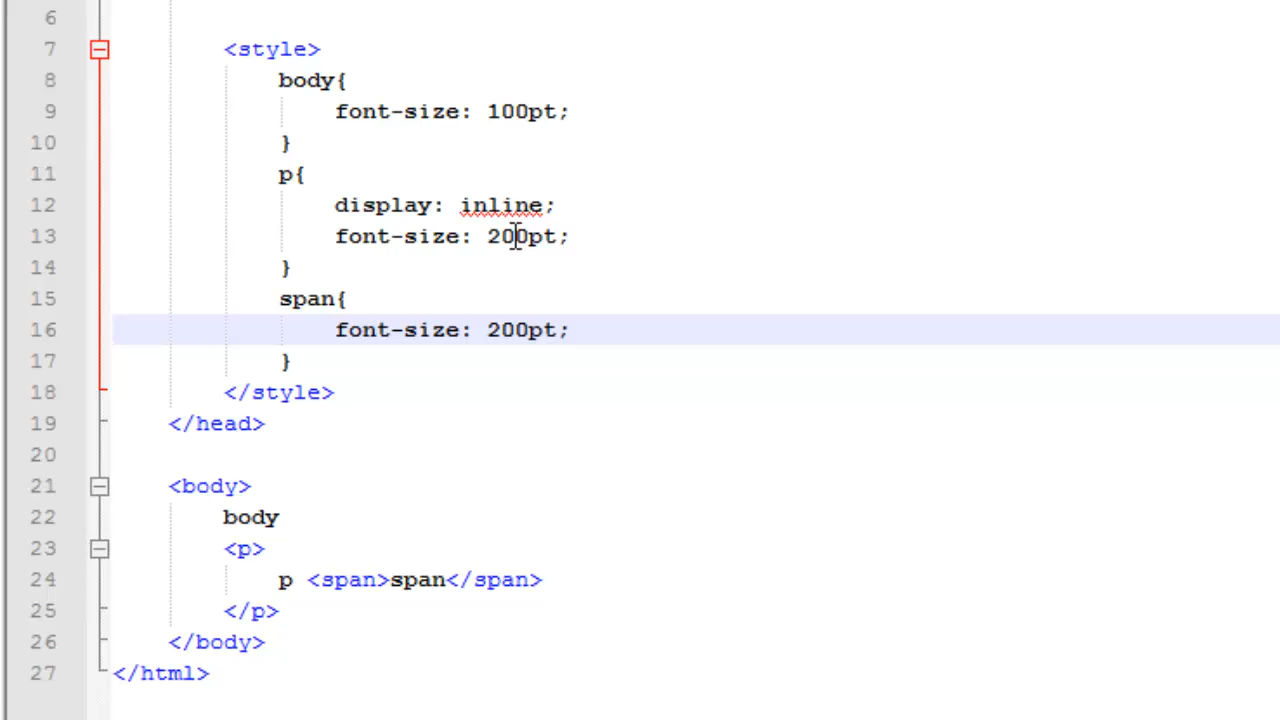 6
7 <style>
8 body{
9 font-size: 100pt;
10 }
11 p{
12 display: inline;
13 font-size: 200pt;
14 }
15 span{
16 font-size: 200pt;
17 }
18 </style>
19 </head>
20
21 <body>
22 body
23 <p>
24 p <span>span</span>
25 </p>
26 </body>
27 </html>